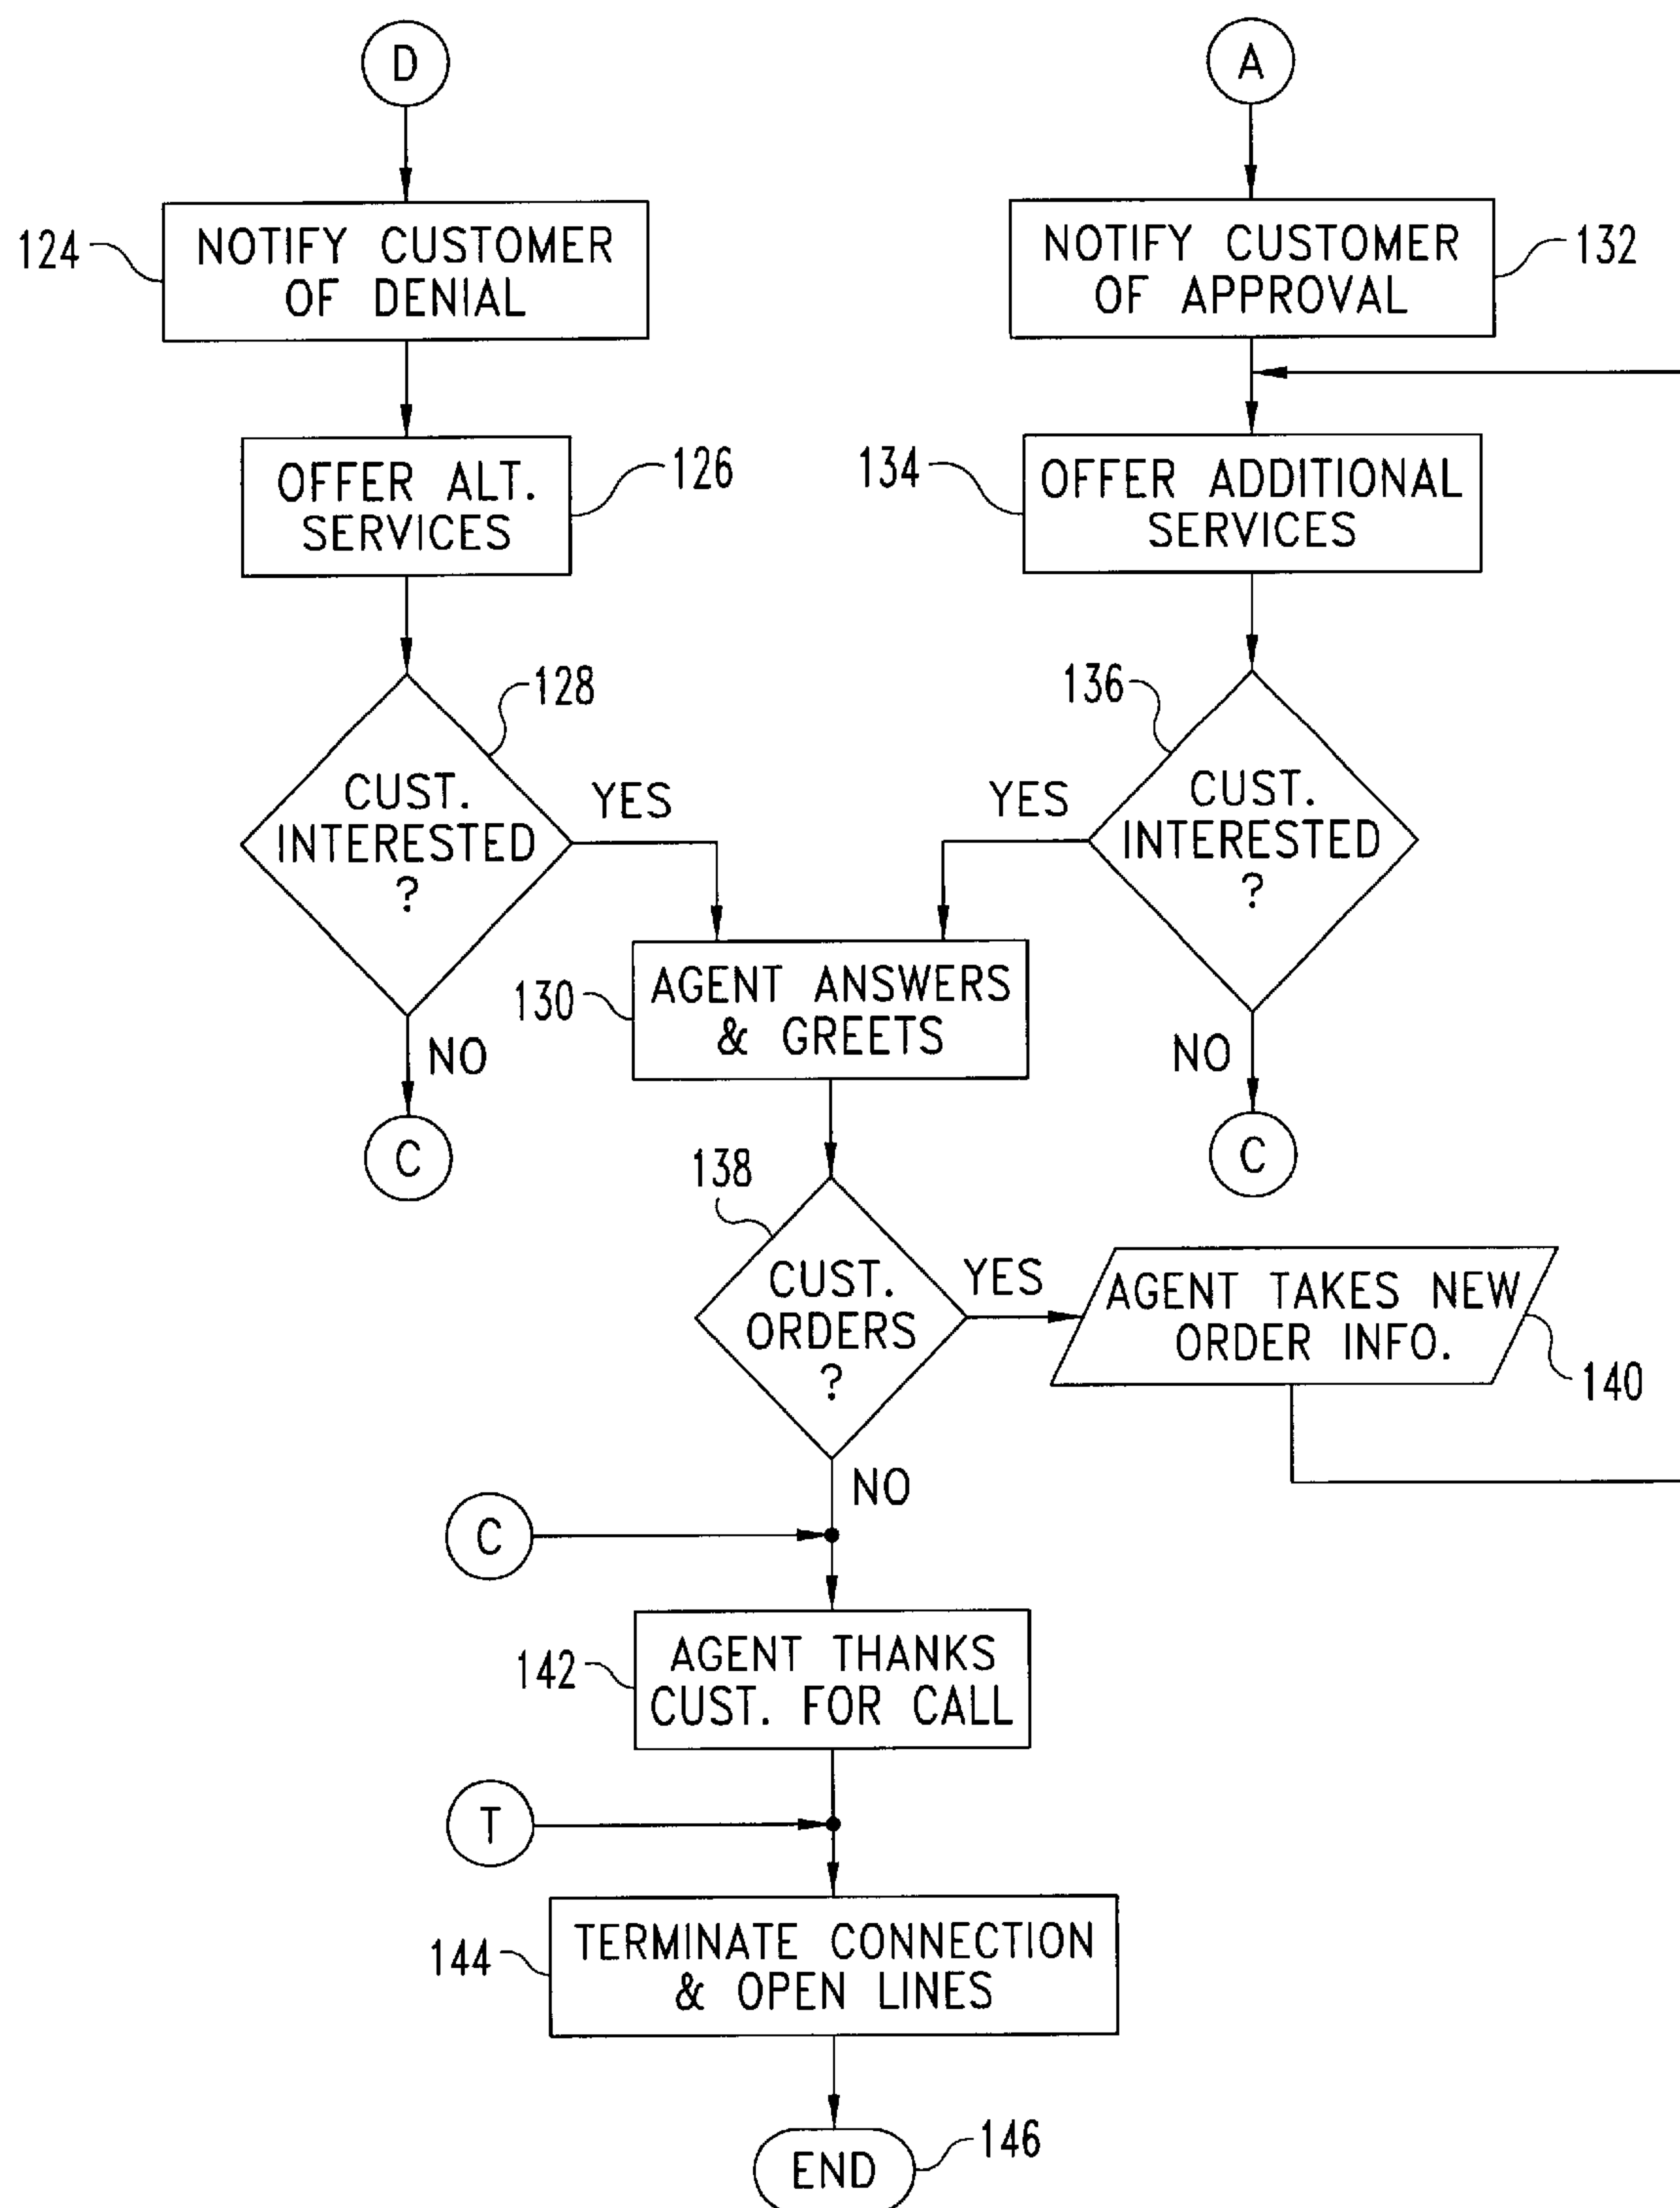 D
A
124
NOTIFY CUSTOMER
OF DENIAL
NOTIFY CUSTOMER
OF APPROVAL
132
OFFER ALT.
SERVICES
126
134
OFFER ADDITIONAL
SERVICES
128
CUST.
INTERESTED
?
YES
NO
C
136
CUST.
INTERESTED
?
YES
NO
C
130
AGENT ANSWERS
& GREETS
138
CUST.
ORDERS
?
YES
AGENT TAKES NEW
ORDER INFO.
140
NO
C
142
AGENT THANKS
CUST. FOR CALL
T
144
TERMINATE CONNECTION
& OPEN LINES
END
146